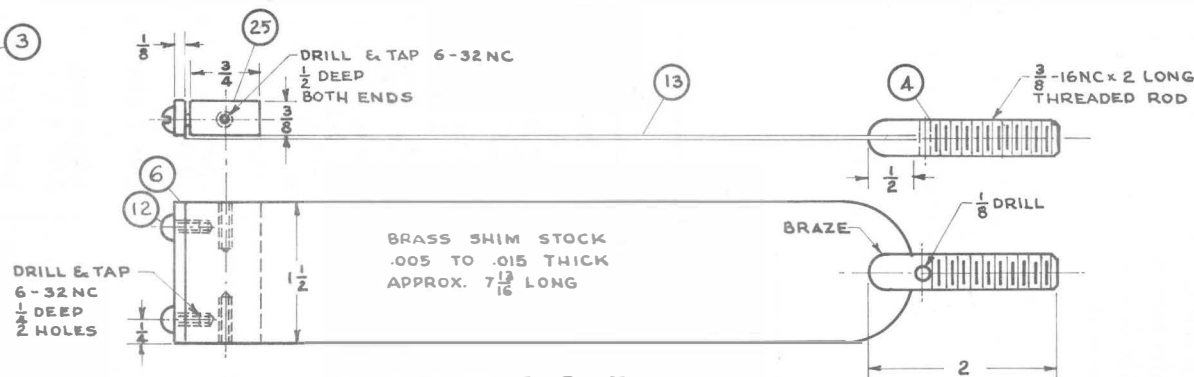 3
25
1/8
3/4
DRILL & TAP 6-32 NC
1/2 DEEP
BOTH ENDS
3/8
13
4
3/8-16NC x 2 LONG
THREADED ROD
1/2
6
12
1/8 DRILL
BRAZE
BRASS SHIM STOCK
.005 TO .015 THICK
APPROX. 7 13/16 LONG
1 1/2
DRILL & TAP
6-32 NC
1/4 DEEP
2 HOLES
1/4
2